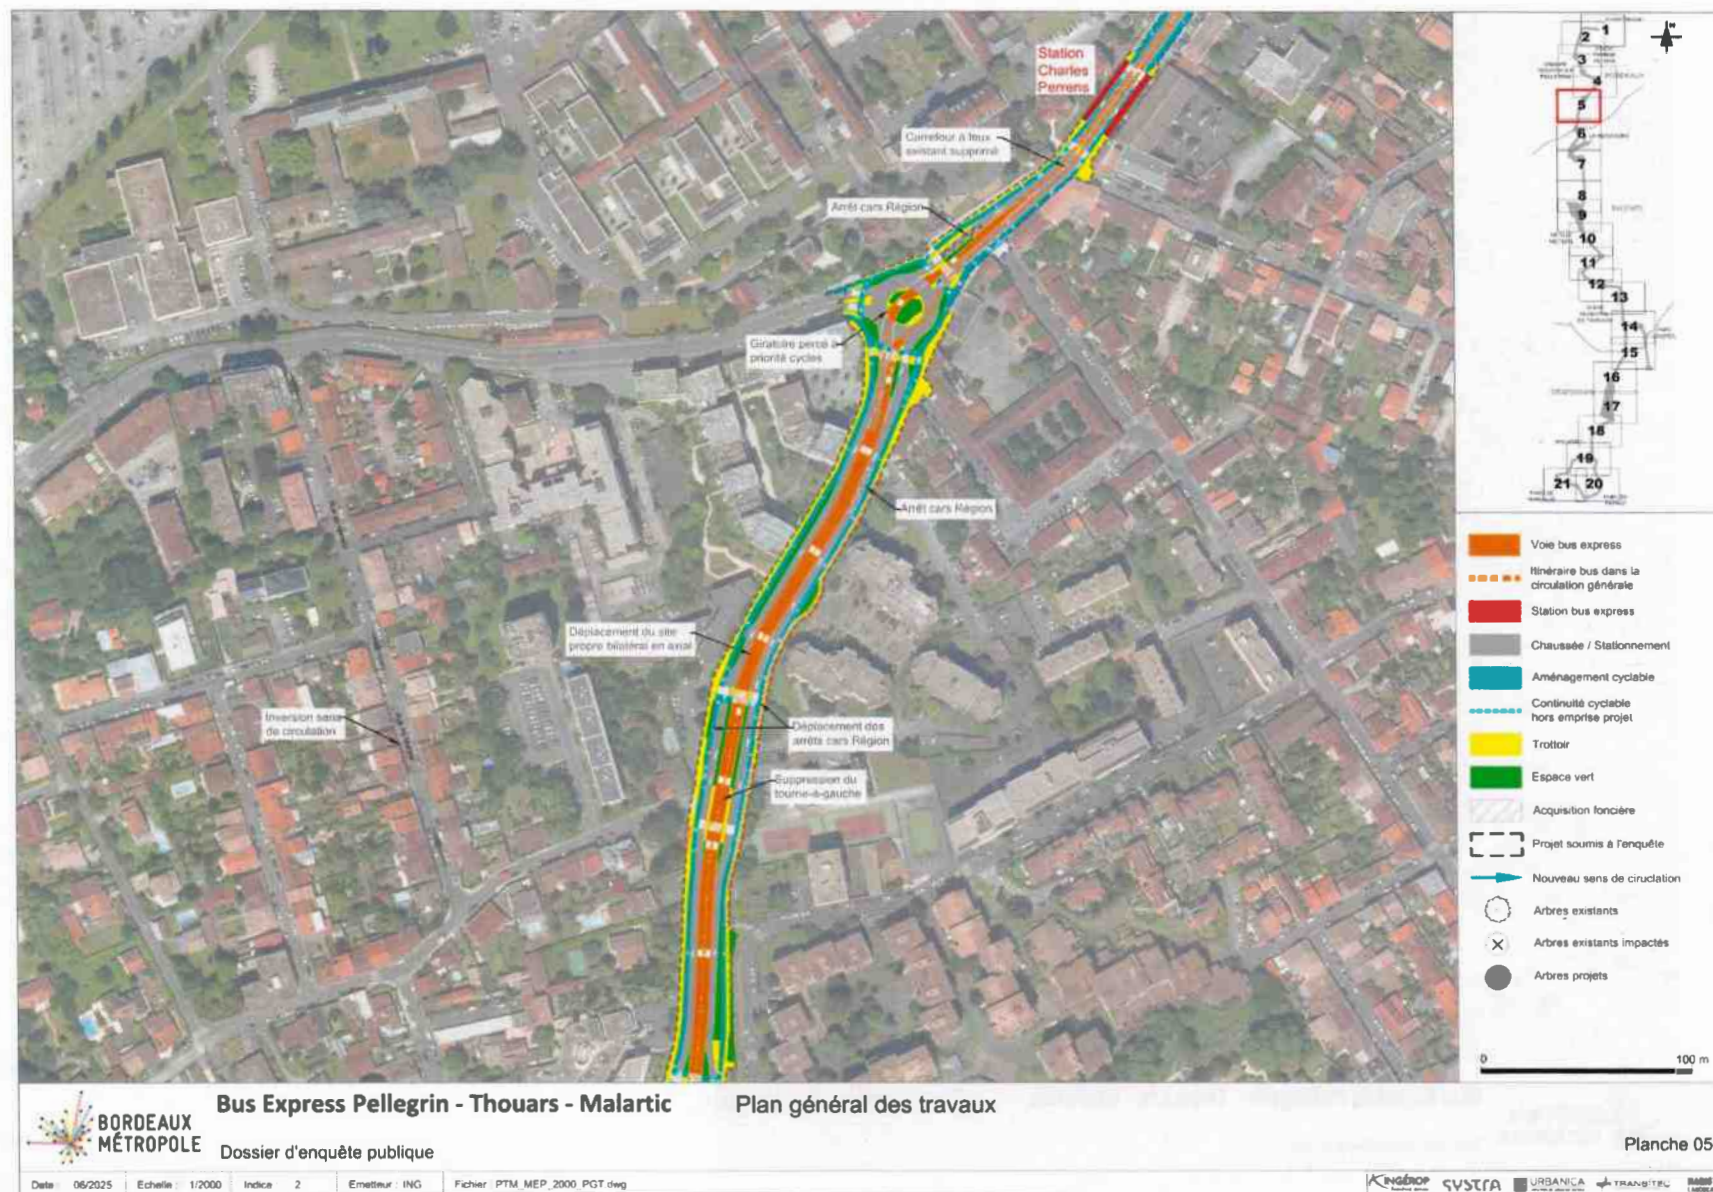 Station
Charles
Perrens
Carrefour à feux
existant supprimé
Arrêt cars Région
Giratoire percé à
priorité cycles
Arrêt cars Région
Déplacement du site
propre bilatéral en axial
Inversion sens
de circulation
Déplacement des
arrêts cars Région
Suppression du
tourne-à-gauche
1
2
3
4
5
6
7
8
9
10
11
12
13
14
15
16
17
18
19
21
20
Voie bus express
Itinéraire bus dans la
circulation générale
Station bus express
Chaussée / Stationnement
Aménagement cyclable
Continuité cyclable
hors emprise projet
Trottoir
Espace vert
Acquisition foncière
Projet soumis à l'enquête
Nouveau sens de ciruclation
Arbres existants
Arbres existants impactés
Arbres projets
0 100 m
BORDEAUX
MÉTROPOLE
Bus Express Pellegrin - Thouars - Malartic
Plan général des travaux
Dossier d'enquête publique
Planche 05
Date : 06/2025 Echelle : 1/2000 Indice : 2 Emetteur : ING Fichier : PTM_MEP_2000_PGT.dwg
INGÉROP SYSTRA URBANICA TRANSITEC